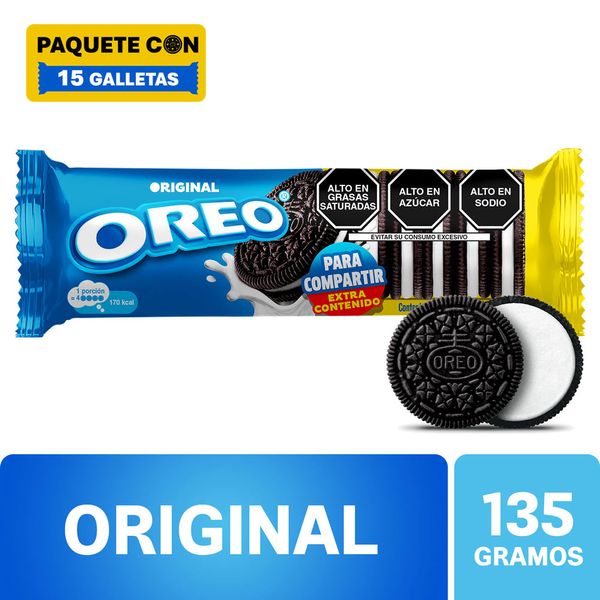 PAQUETE CON
15 GALLETAS
ORIGINAL
OREO
ALTO EN
GRASAS
SATURADAS
ALTO EN
AZÚCAR
ALTO EN
SODIO
EVITAR SU CONSUMO EXCESIVO
PARA
COMPARTIR
EXTRA
CONTENIDO
1 porción
= 4
170 kcal
OREO
ORIGINAL
135
GRAMOS